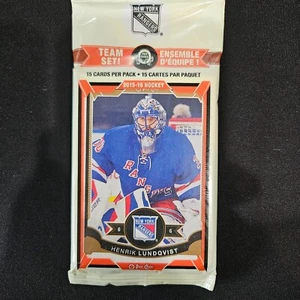 NEW YORK
RANGERS
TEAM SET!
ENSEMBLE D'ÉQUIPE !
15 CARDS PER PACK • 15 CARTES PAR PAQUET
2015-16 HOCKEY
RANGERS
NEW YORK
RANGERS
HENRIK LUNDQVIST
O-Pee-Chee